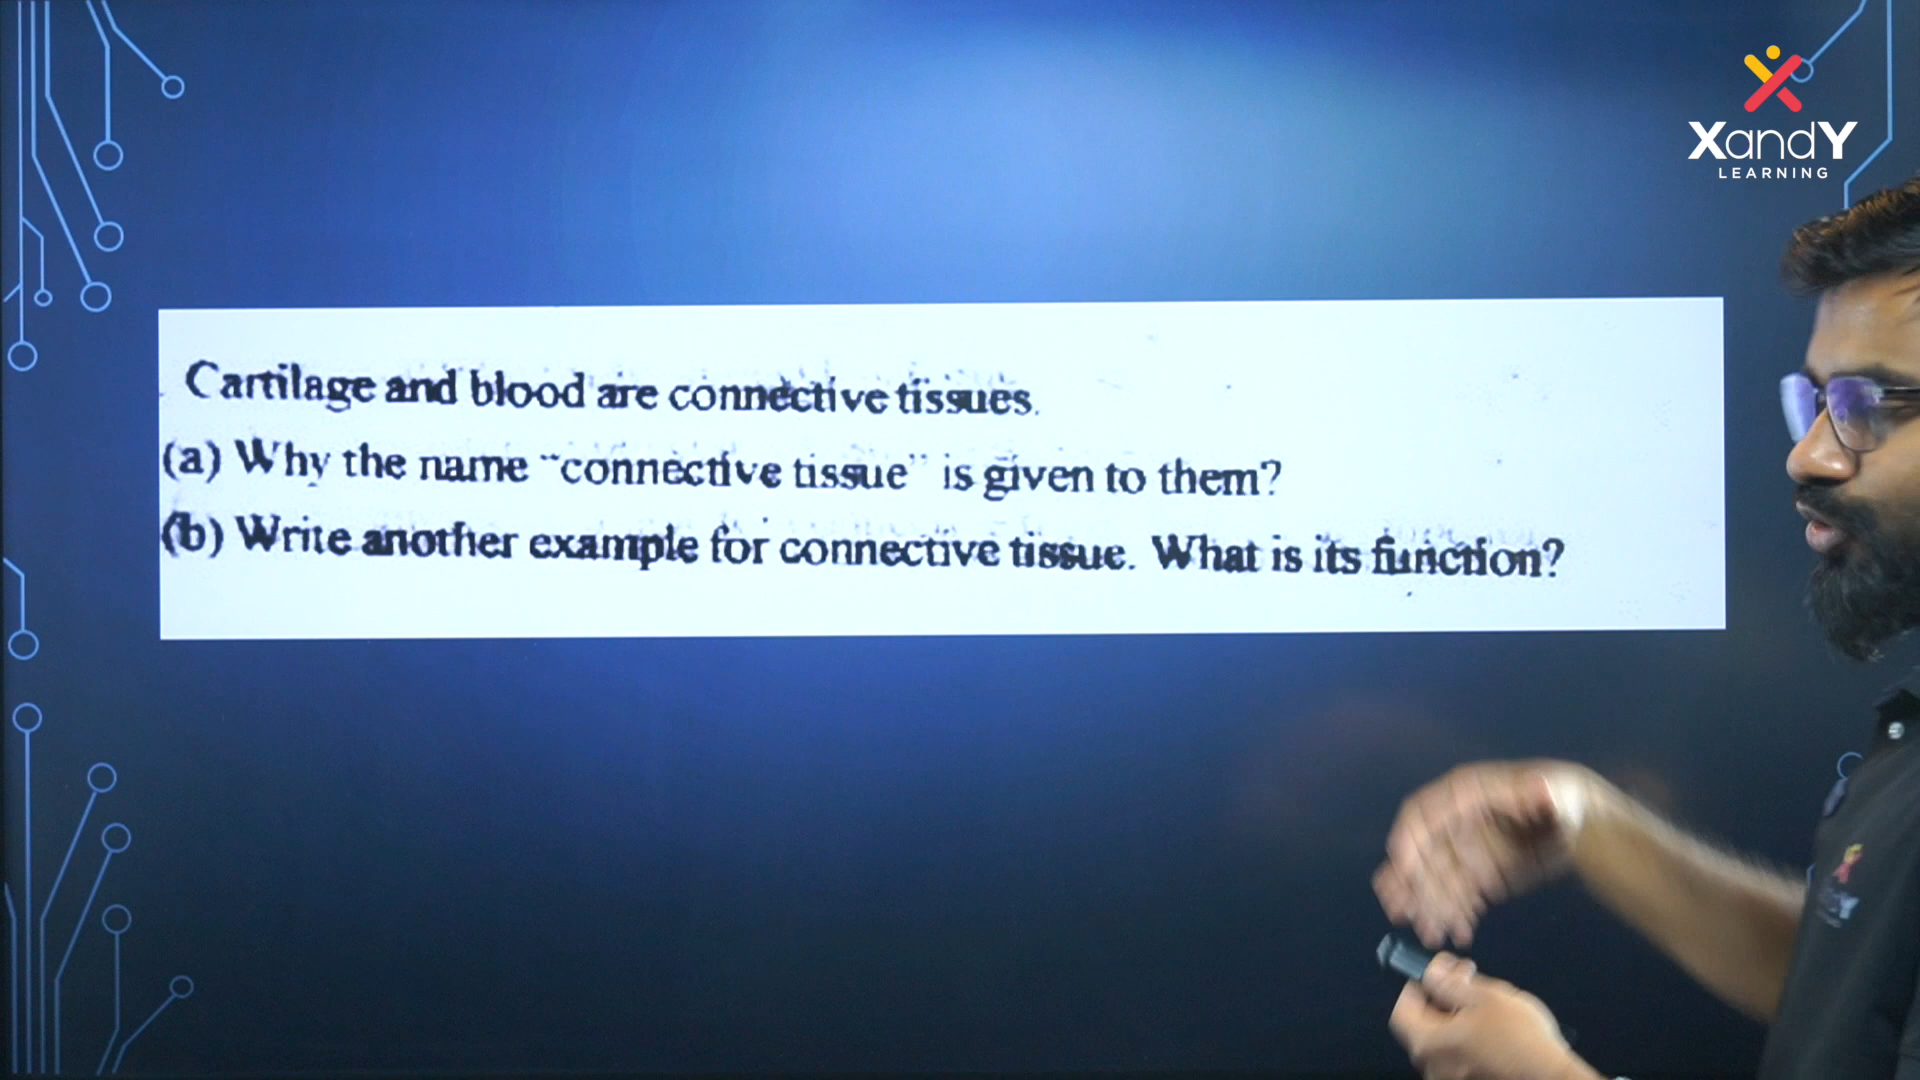 XandY
LEARNING
Cartilage and blood are connective tissues.
(a) Why the name "connective tissue" is given to them?
(b) Write another example for connective tissue. What is its function?